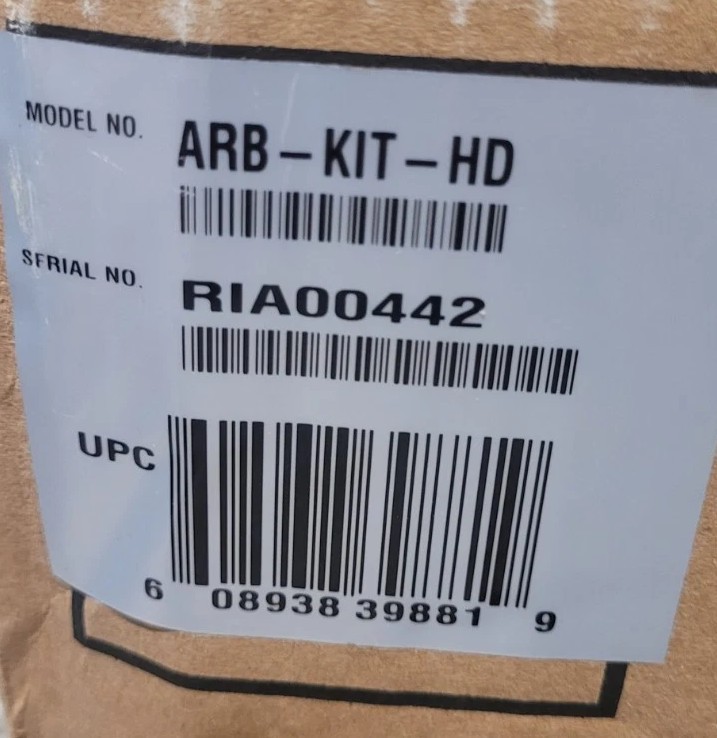 MODEL NO. ARB-KIT-HD
SERIAL NO. RIA00442
UPC
6 08938 39881 9